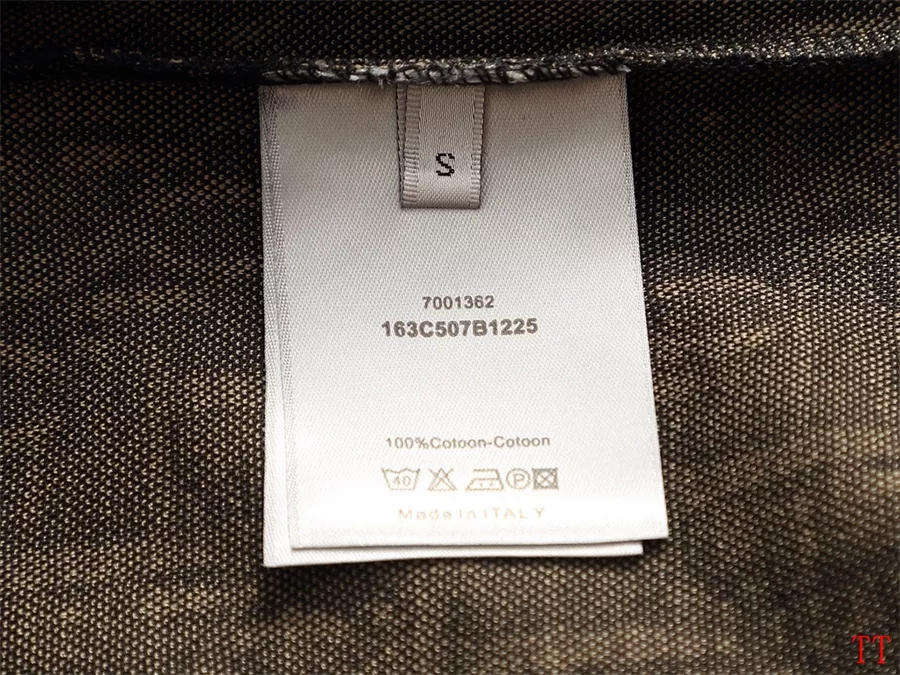 S
7001362
163C507B1225
100%Cotoon-Cotoon
40 P
Made in ITALY
TT